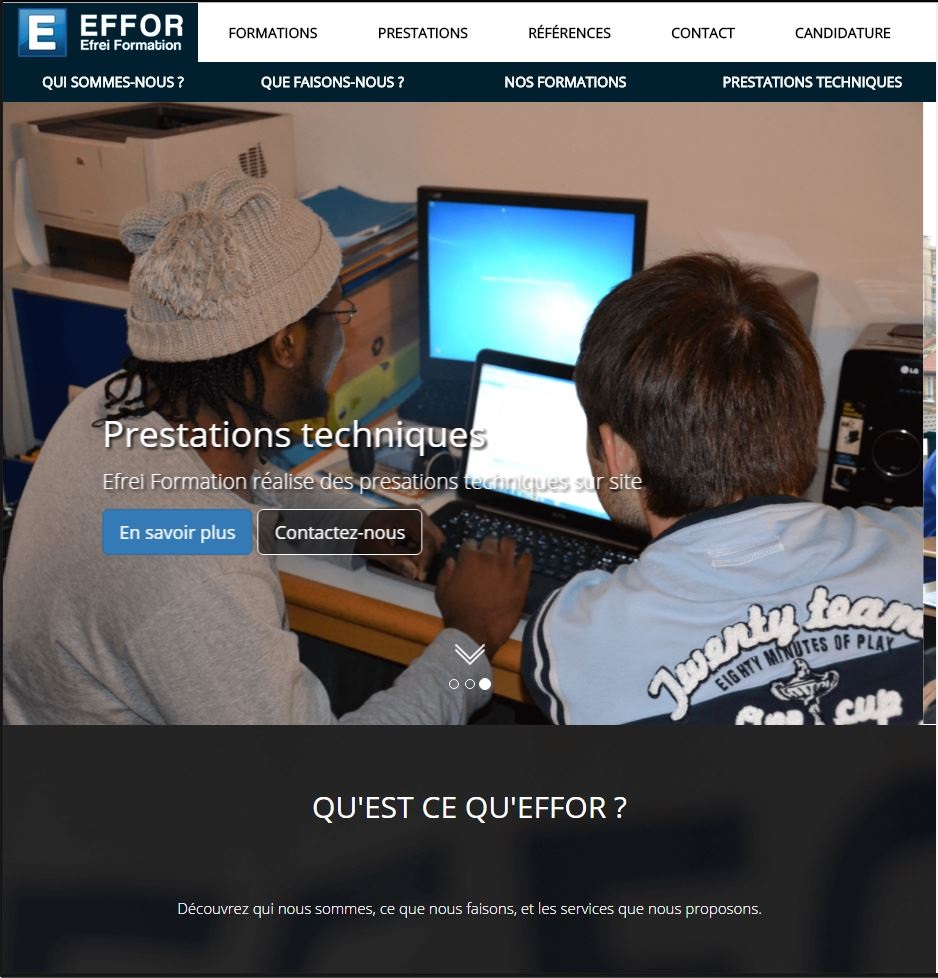 E EFFOR
Efrei Formation
FORMATIONS PRESTATIONS RÉFÉRENCES CONTACT CANDIDATURE
QUI SOMMES-NOUS ? QUE FAISONS-NOUS ? NOS FORMATIONS PRESTATIONS TECHNIQUES
LG
Prestations techniques
Efrei Formation réalise des presations techniques sur site
En savoir plus Contactez-nous
Twenty team
EIGHTY MINUTES OF PLAY
One cup
QU'EST CE QU'EFFOR ?
Découvrez qui nous sommes, ce que nous faisons, et les services que nous proposons.